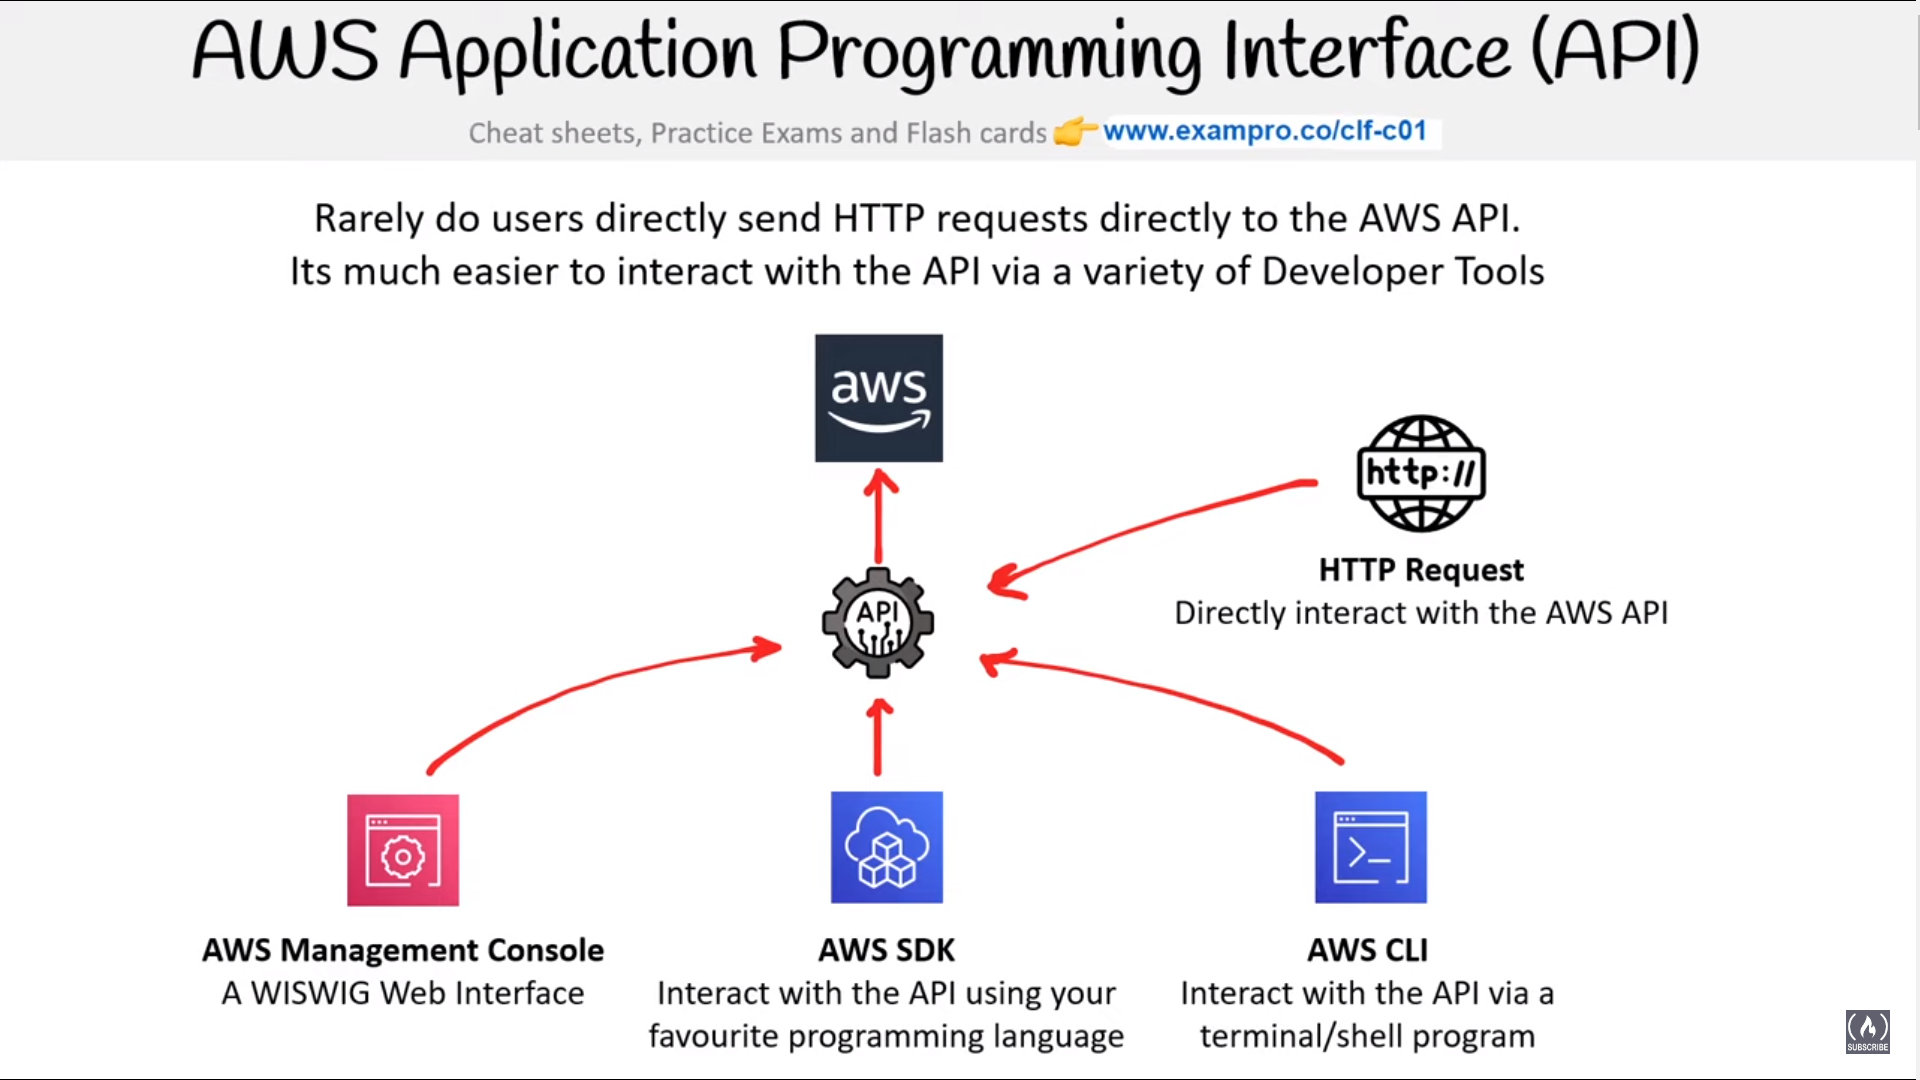 AWS Application Programming Interface (API)
Cheat sheets, Practice Exams and Flash cards 👉 www.exampro.co/clf-c01
Rarely do users directly send HTTP requests directly to the AWS API.
Its much easier to interact with the API via a variety of Developer Tools
aws
http://
HTTP Request
Directly interact with the AWS API
API
AWS Management Console
A WISWIG Web Interface
AWS SDK
Interact with the API using your
favourite programming language
AWS CLI
Interact with the API via a
terminal/shell program
SUBSCRIBE